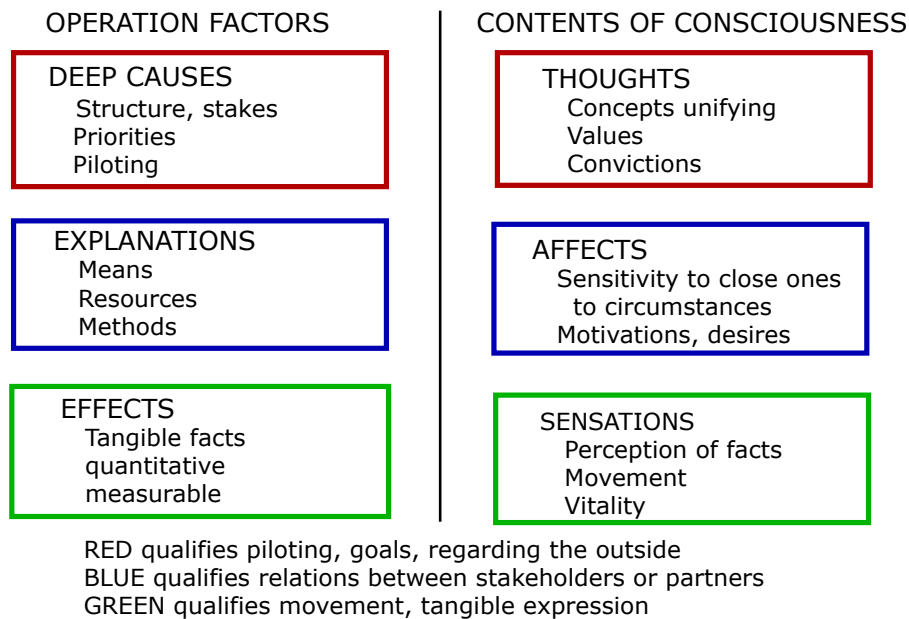 OPERATION FACTORS
DEEP CAUSES
Structure, stakes
Priorities
Piloting
EXPLANATIONS
Means
Resources
Methods
EFFECTS
Tangible facts
quantitative
measurable
CONTENTS OF CONSCIOUSNESS
THOUGHTS
Concepts unifying
Values
Convictions
AFFECTS
Sensitivity to close ones
to circumstances
Motivations, desires
SENSATIONS
Perception of facts
Movement
Vitality
RED qualifies piloting, goals, regarding the outside
BLUE qualifies relations between stakeholders or partners
GREEN qualifies movement, tangible expression